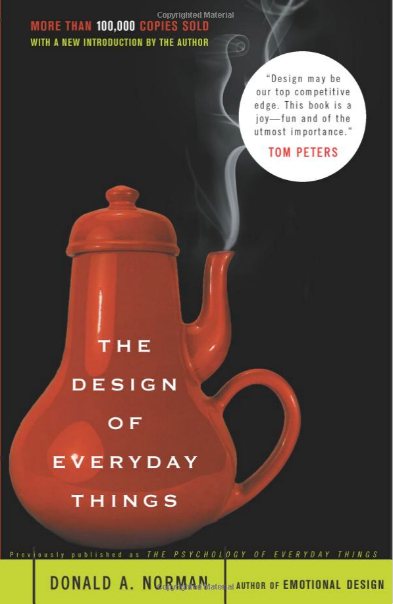 Copyrighted Material
MORE THAN 100,000 COPIES SOLD
WITH A NEW INTRODUCTION BY THE AUTHOR
"Design may be
our top competitive
edge. This book is a
joy—fun and of the
utmost importance."
TOM PETERS
THE
DESIGN
OF
EVERYDAY
THINGS
Previously published as THE PSYCHOLOGY OF EVERYDAY THINGS
DONALD A. NORMAN
AUTHOR OF EMOTIONAL DESIGN
Copyrighted Material